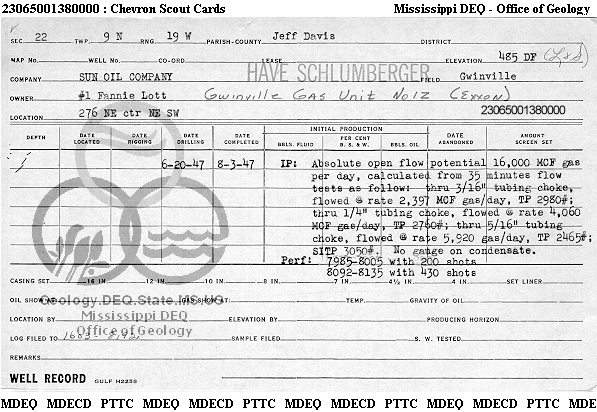 23065001380000 : Chevron Scout Cards Mississippi DEQ - Office of Geology
SEC. 22 TWP. 9 N RNG. 19 W PARISH-COUNTY Jeff Davis DISTRICT
MAP NO. WELL NO. CO-ORD LEASE ELEV. 485 DF (L&S)
COMPANY SUN OIL COMPANY HAVE SCHLUMBERGER FIELD Gwinville
OWNER #1 Fannie Lott Gwinville Gas Unit No12 (Exxon)
LOCATION 276 NE ctr NE SW 23065001380000
DEPTH DATE LOCATED DATE RIGGING DATE DRILLING DATE COMPLETED INITIAL PRODUCTION BBLS. FLUID PER CENT B. S. & W. BBLS. OIL DATE ABANDONED AMOUNT SCREEN SET
6-20-47 8-3-47 IP: Absolute open flow potential 16,000 MCF gas
per day, calculated from 35 minutes flow
tests as follow: thru 3/16" tubing choke,
flowed @ rate 2,397 MCF gas/day, TP 2980#;
thru 1/4" tubing choke, flowed @ rate 4,060
MCF gas/day, TP 2760#; thru 5/16" tubing
choke, flowed @ rate 5,920 gas/day, TP 2465#;
SITP 3050#. No gauge on condensate.
Perf: 7985-8005 with 200 shots
8092-8135 with 430 shots
CASING SET 16 IN. 12 IN. 10 IN. 8 IN. 7 IN. 4½ IN. 4 IN. SET LINER
OIL SHOW AT GAS SHOW AT: TEMP. GRAVITY OF OIL
Geology.DEQ.State.MS.US
LOCATION BY ELEVATION BY PRODUCING HORIZON
Mississippi DEQ
Office of Geology
LOG FILED TO SAMPLE FILED S. W. TESTED
REMARKS
WELL RECORD GULF H2258
MDEQ MDECD PTTC MDEQ MDECD PTTC MDEQ MDECD PTTC MDEQ MDECD PTTC MDE